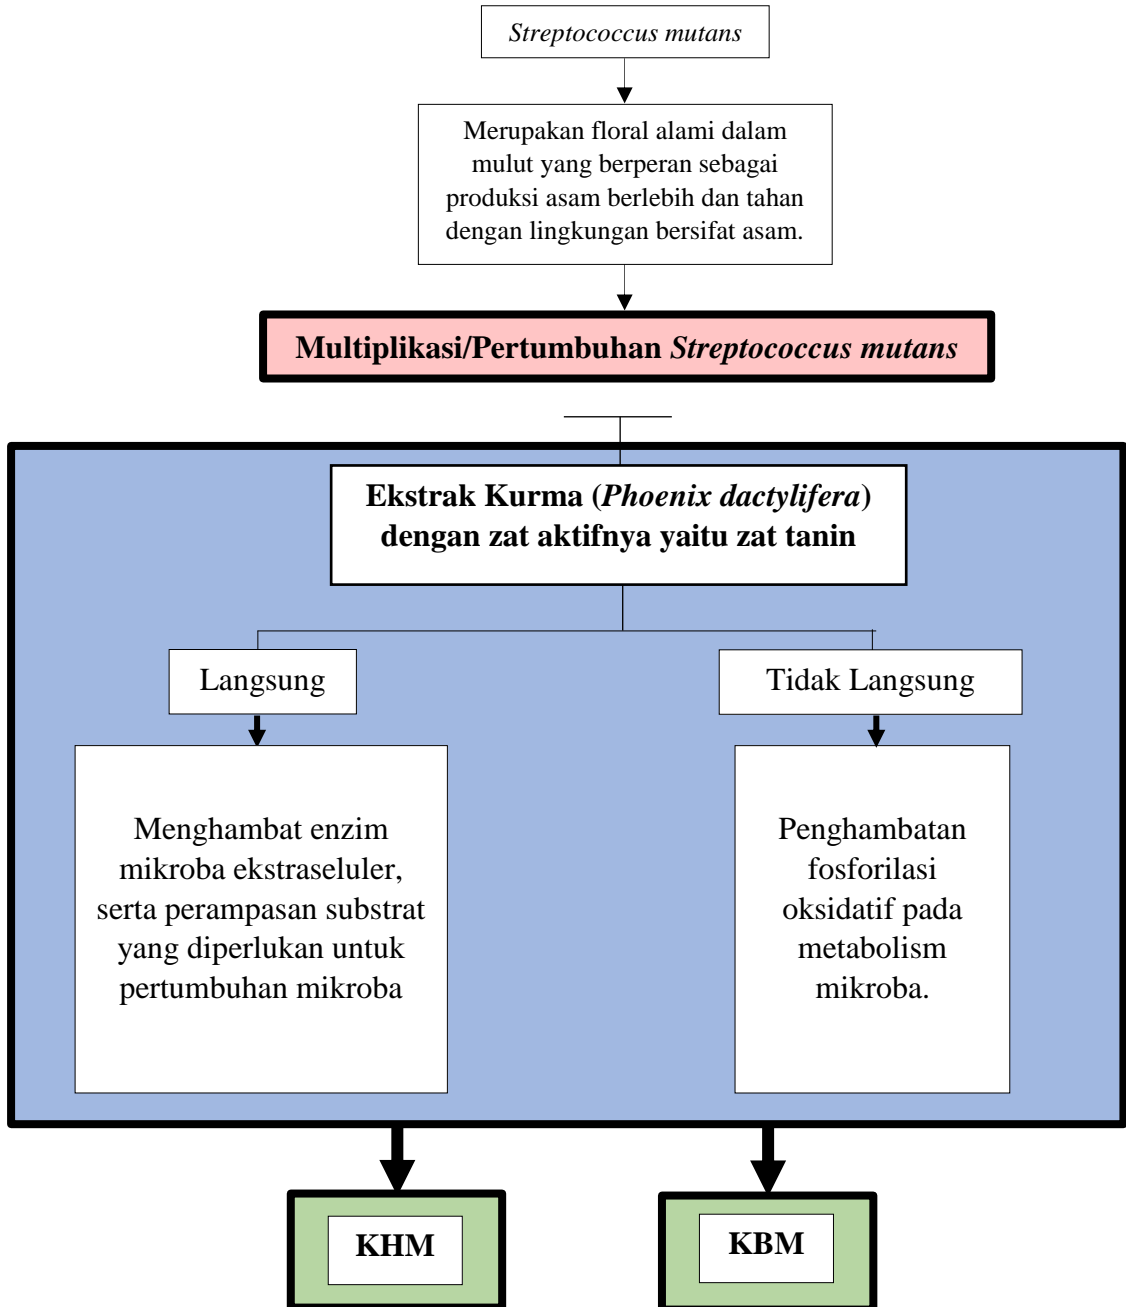 Streptococcus mutans
Merupakan floral alami dalam
mulut yang berperan sebagai
produksi asam berlebih dan tahan
dengan lingkungan bersifat asam.
Multiplikasi/Pertumbuhan Streptococcus mutans
Ekstrak Kurma (Phoenix dactylifera)
dengan zat aktifnya yaitu zat tanin
Langsung
Tidak Langsung
Menghambat enzim
mikroba ekstraseluler,
serta perampasan substrat
yang diperlukan untuk
pertumbuhan mikroba
Penghambatan
fosforilasi
oksidatif pada
metabolism
mikroba.
KHM
KBM